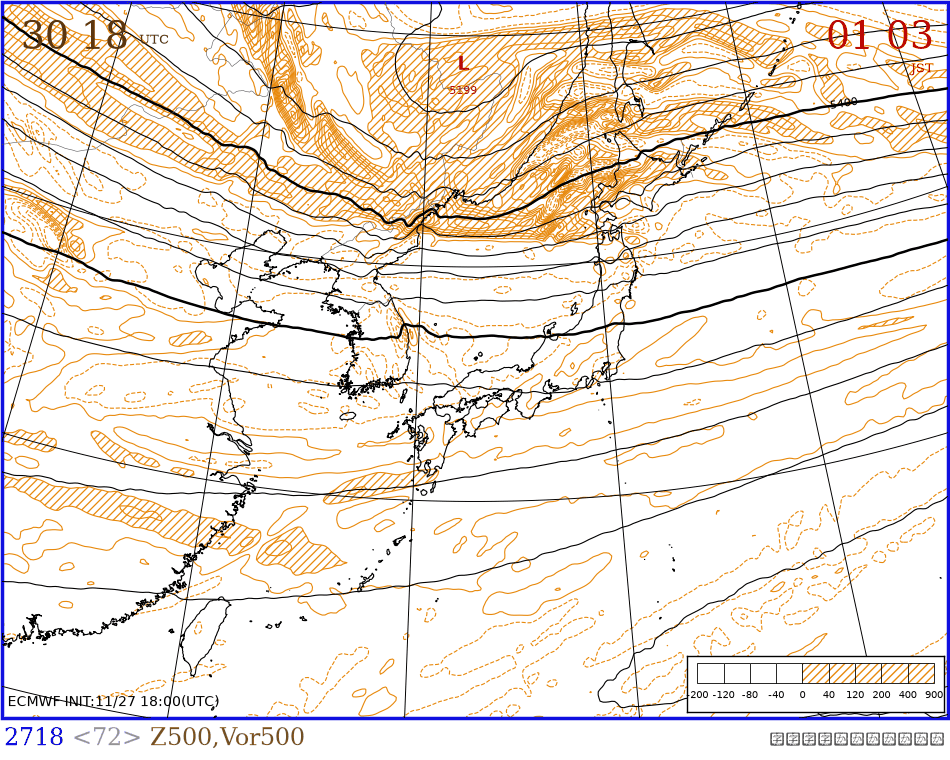 30 18 UTC 01 03
JST
L
5199
5400
-200 -120 -80 -40 0 40 120 200 400 900
ECMWF INIT:11/27 18:00(UTC)
2718 <72> Z500,Vor500